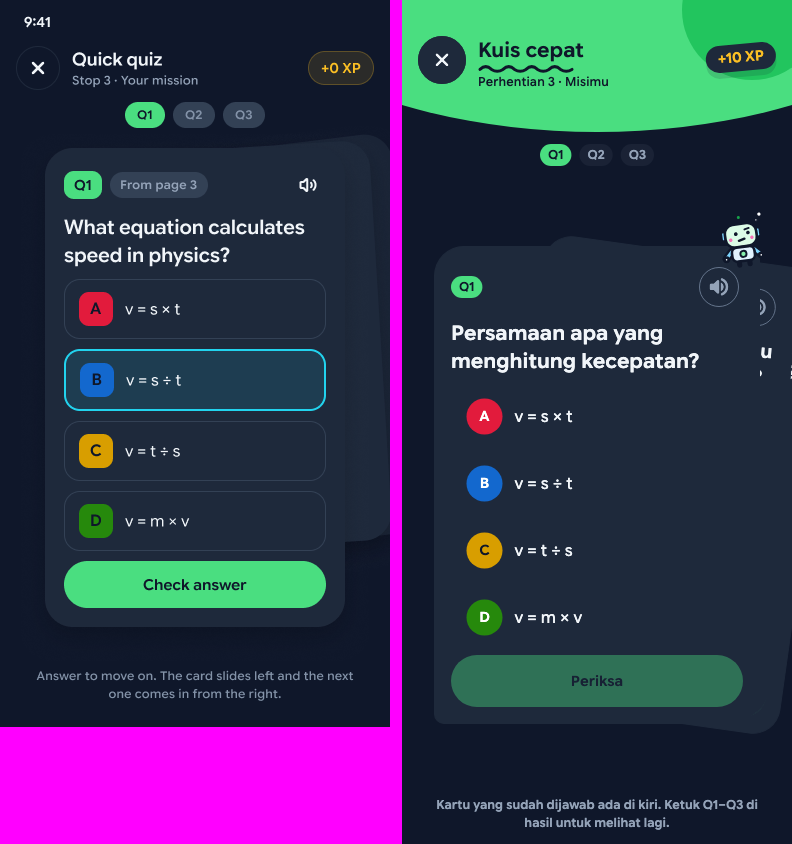 9:41
Quick quiz
Stop 3 · Your mission
+0 XP
Q1 Q2 Q3
Q1 From page 3
What equation calculates
speed in physics?
A v = s × t
B v = s ÷ t
C v = t ÷ s
D v = m × v
Check answer
Answer to move on. The card slides left and the next
one comes in from the right.
Kuis cepat
Perhentian 3 · Misimu
+10 XP
Q1 Q2 Q3
Q1
Persamaan apa yang
menghitung kecepatan?
A v = s × t
B v = s ÷ t
C v = t ÷ s
D v = m × v
Periksa
Kartu yang sudah dijawab ada di kiri. Ketuk Q1–Q3 di
hasil untuk melihat lagi.